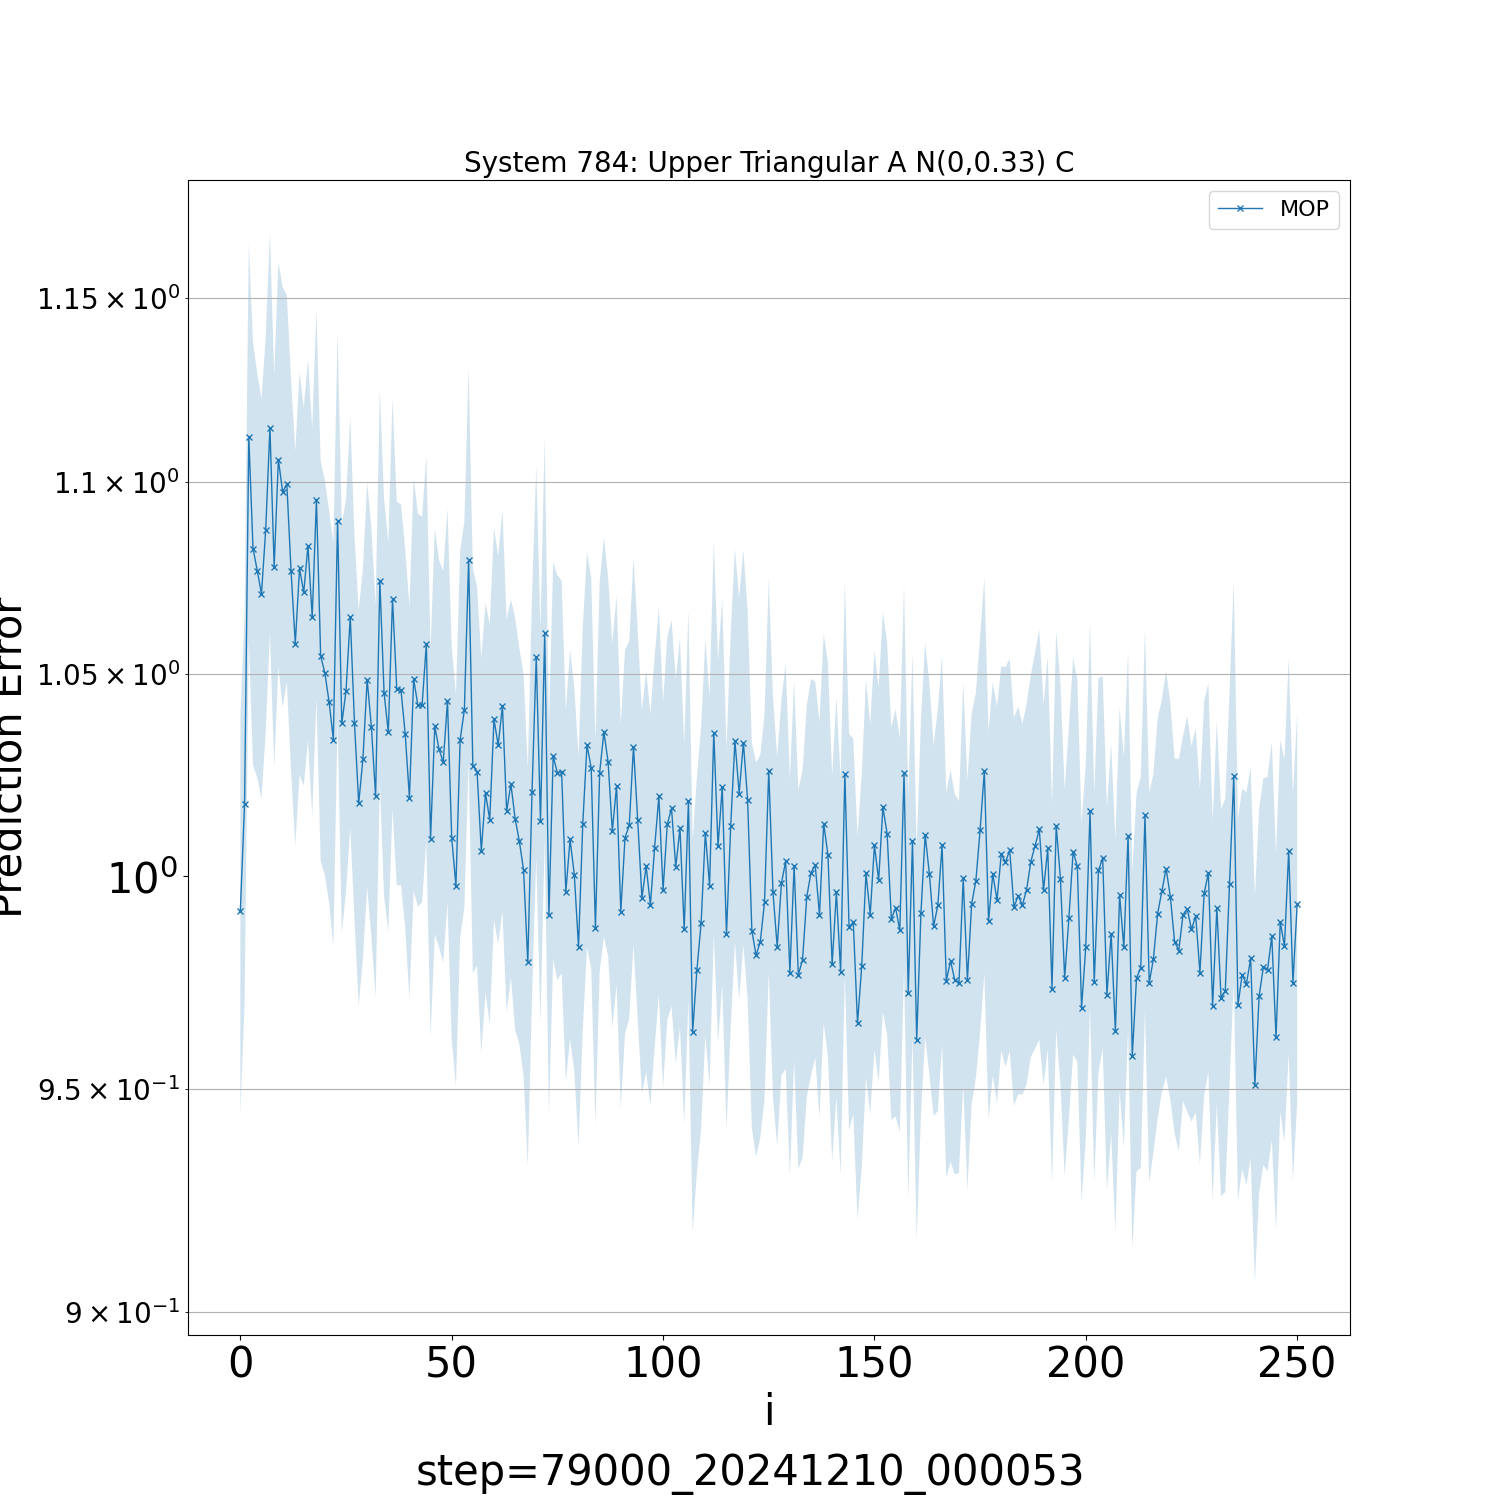 System 784: Upper Triangular A N(0,0.33) C
MOP
1.15 × 10⁰
1.1 × 10⁰
1.05 × 10⁰
10⁰
9.5 × 10⁻¹
9 × 10⁻¹
Prediction Error
0 50 100 150 200 250
i
step=79000_20241210_000053